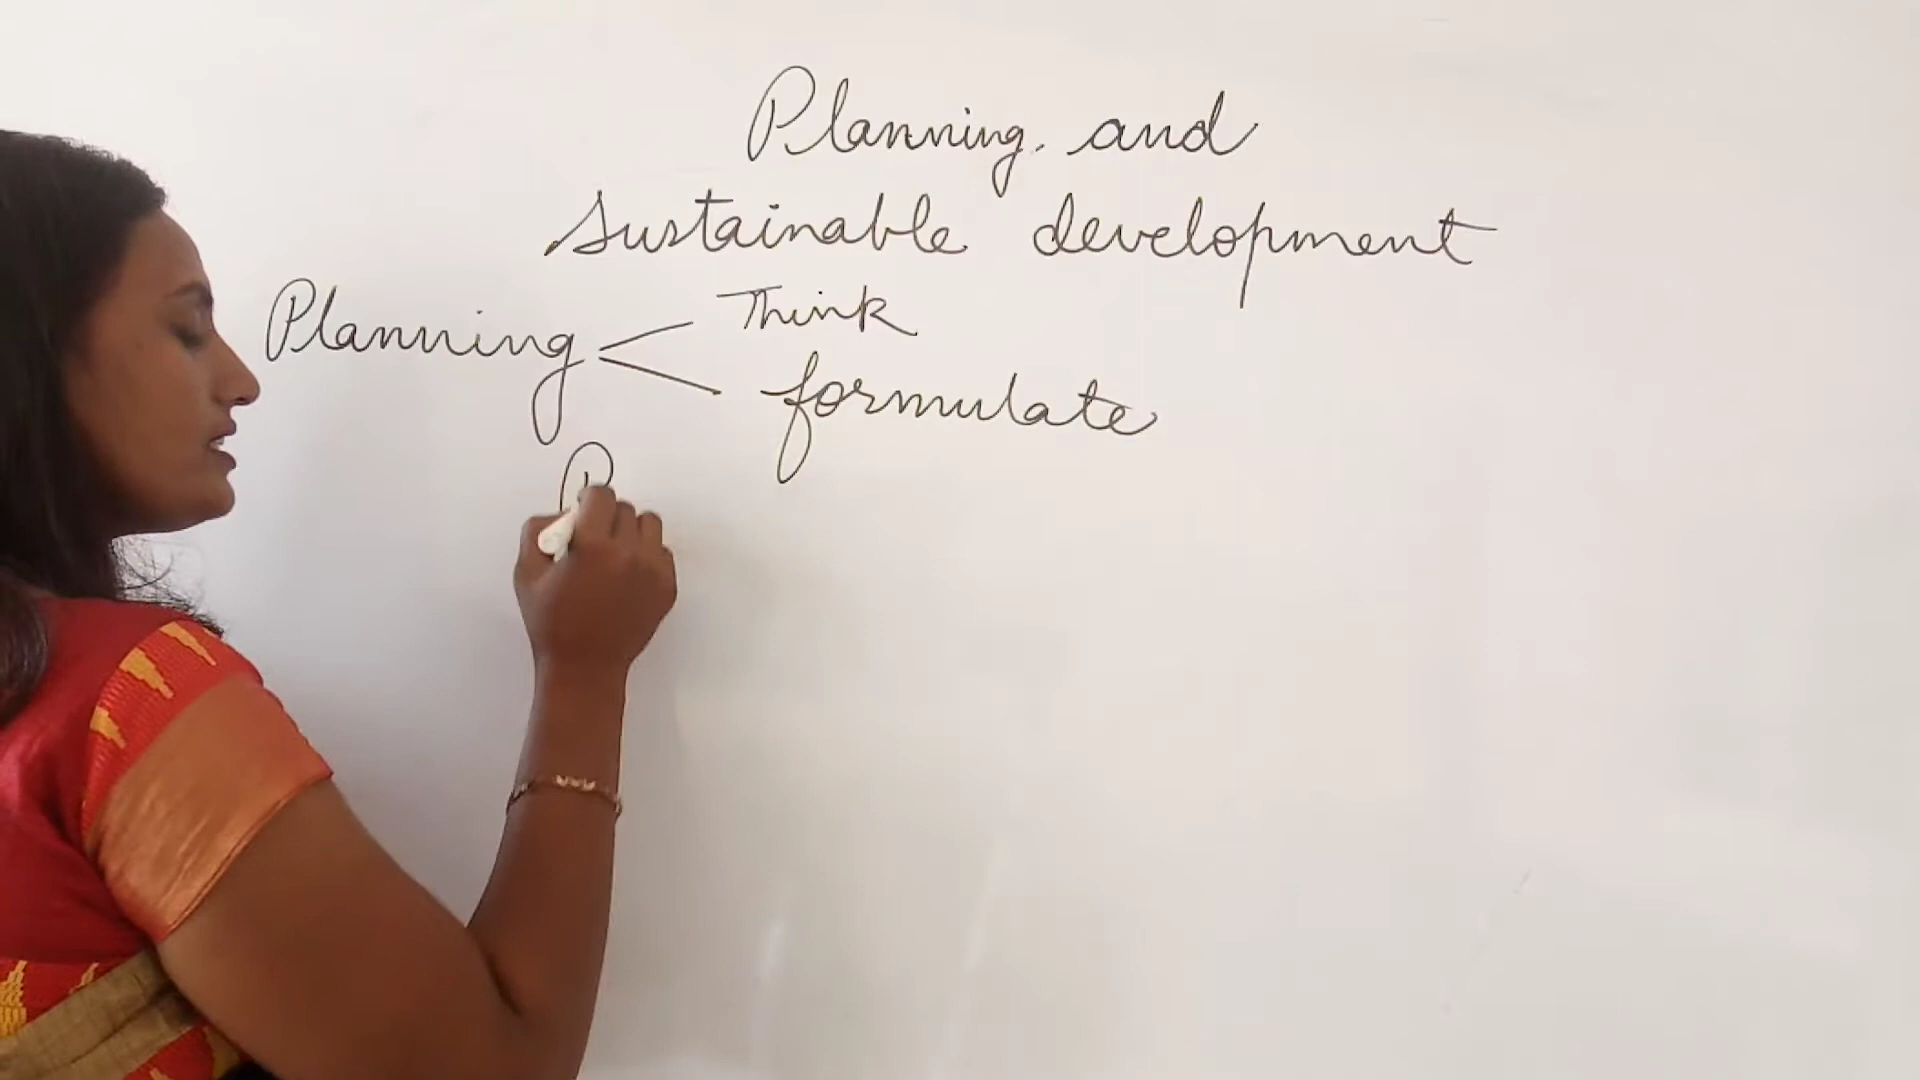 Planning and
sustainable development
Planning Think
formulate
P